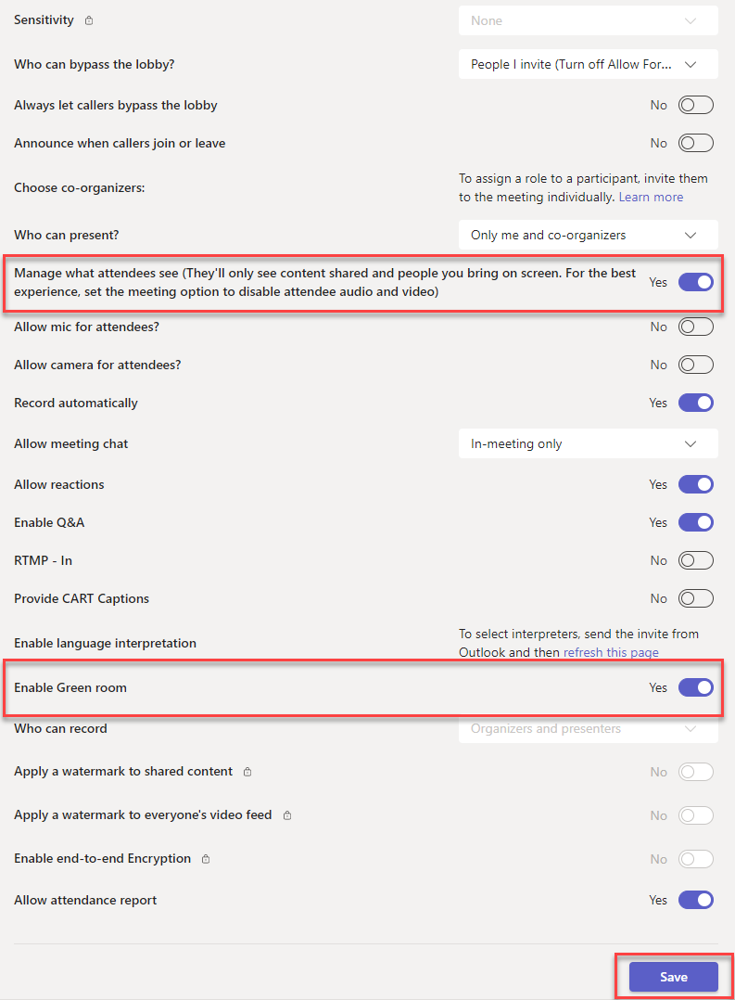 Sensitivity
None
Who can bypass the lobby?
People I invite (Turn off Allow For...
Always let callers bypass the lobby
No
Announce when callers join or leave
No
Choose co-organizers:
To assign a role to a participant, invite them
to the meeting individually. Learn more
Who can present?
Only me and co-organizers
Manage what attendees see (They'll only see content shared and people you bring on screen. For the best
experience, set the meeting option to disable attendee audio and video)
Yes
Allow mic for attendees?
No
Allow camera for attendees?
No
Record automatically
Yes
Allow meeting chat
In-meeting only
Allow reactions
Yes
Enable Q&A
Yes
RTMP - In
No
Provide CART Captions
No
Enable language interpretation
To select interpreters, send the invite from
Outlook and then refresh this page
Enable Green room
Yes
Who can record
Organizers and presenters
Apply a watermark to shared content
No
Apply a watermark to everyone's video feed
No
Enable end-to-end Encryption
No
Allow attendance report
Yes
Save